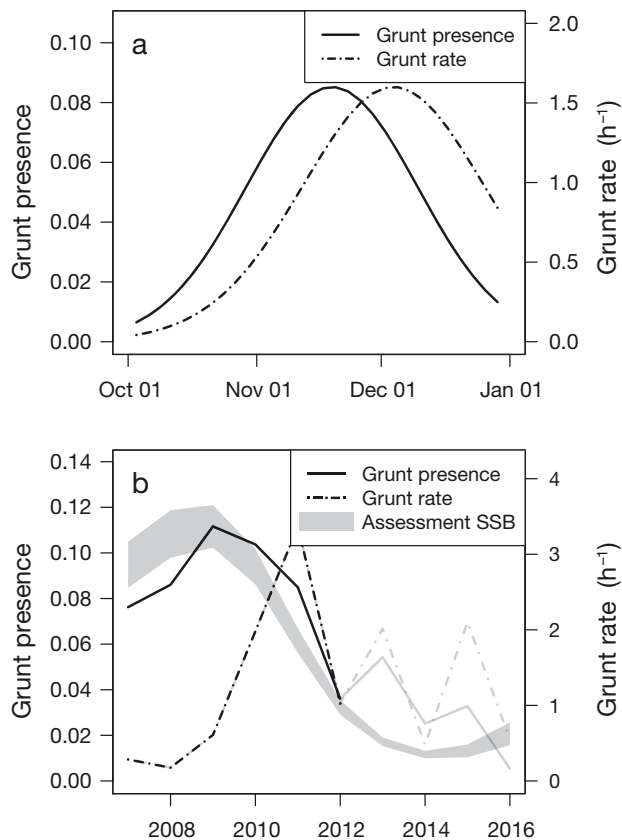 a
Grunt presence
Grunt rate
Grunt presence
0.10
0.08
0.06
0.04
0.02
0.00
2.0
1.5
1.0
0.5
0.0
Grunt rate (h⁻¹)
Oct 01 Nov 01 Dec 01 Jan 01
b
Grunt presence
Grunt rate
Assessment SSB
Grunt presence
0.14
0.12
0.10
0.08
0.06
0.04
0.02
0.00
4
3
2
1
0
Grunt rate (h⁻¹)
2008 2010 2012 2014 2016